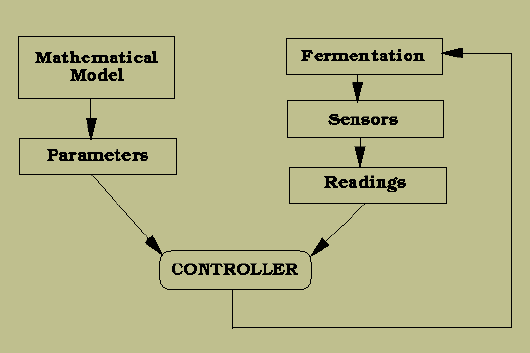 Mathematical
Model
Fermentation
Sensors
Parameters
Readings
CONTROLLER